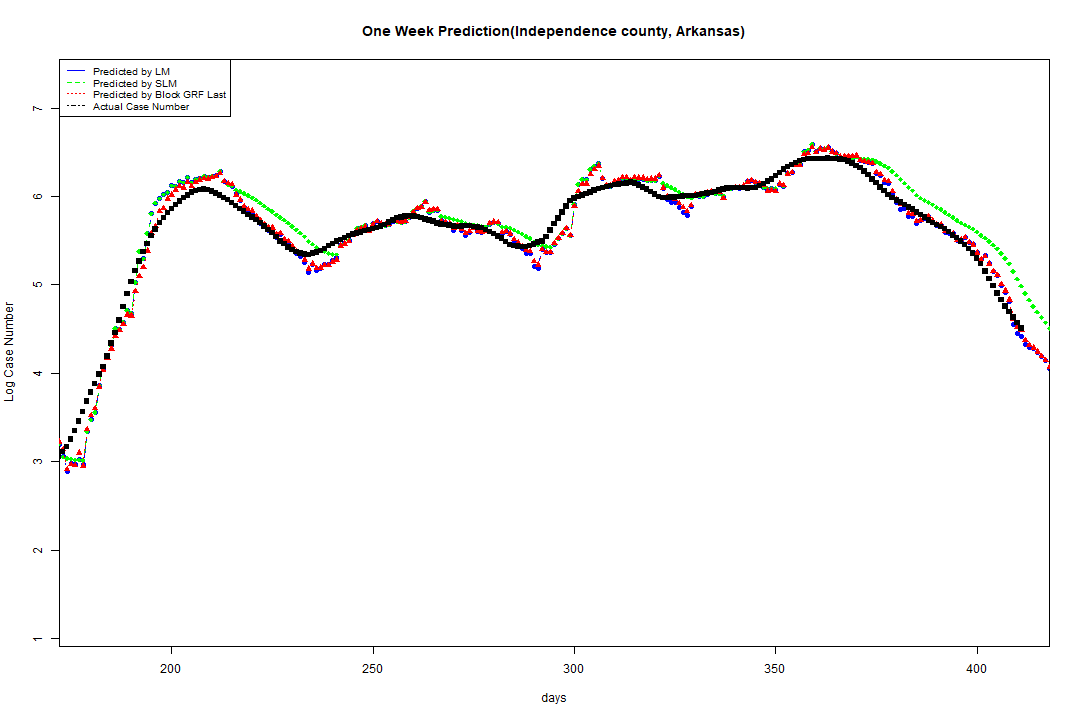 One Week Prediction(Independence county, Arkansas)
Predicted by LM
Predicted by SLM
Predicted by Block GRF Last
Actual Case Number
7
6
5
4
3
2
1
Log Case Number
200 250 300 350 400
days